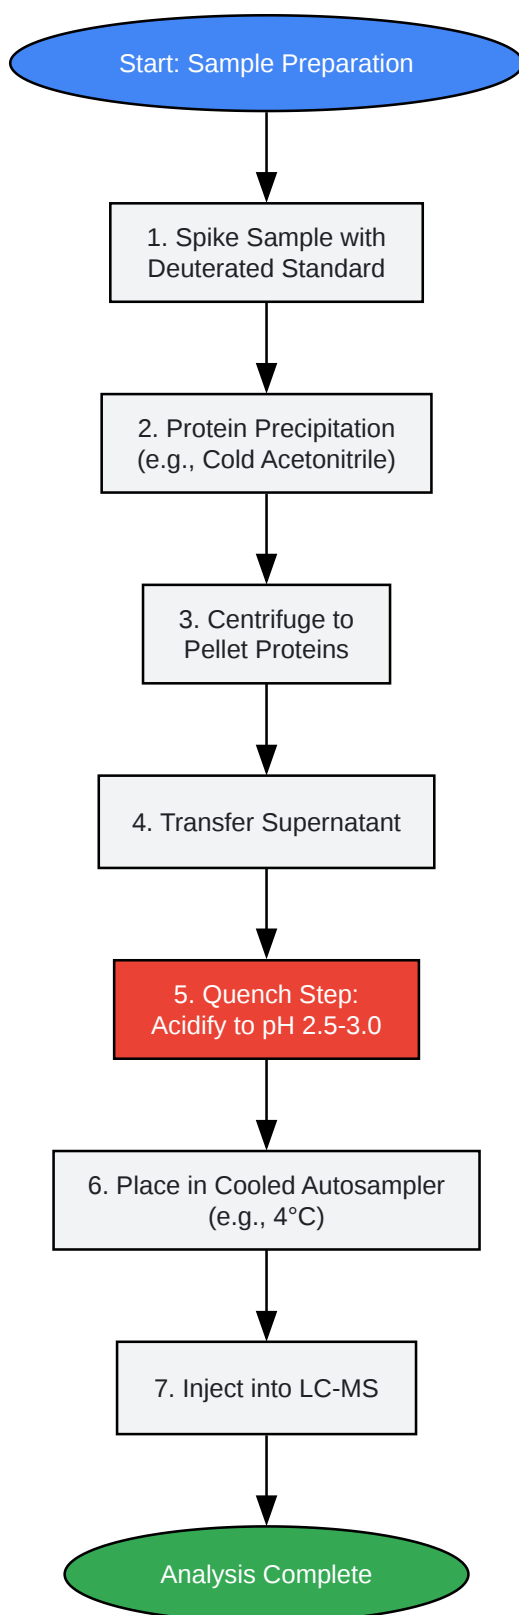 Start: Sample Preparation
1. Spike Sample with
Deuterated Standard
2. Protein Precipitation
(e.g., Cold Acetonitrile)
3. Centrifuge to
Pellet Proteins
4. Transfer Supernatant
5. Quench Step:
Acidify to pH 2.5-3.0
6. Place in Cooled Autosampler
(e.g., 4°C)
7. Inject into LC-MS
Analysis Complete